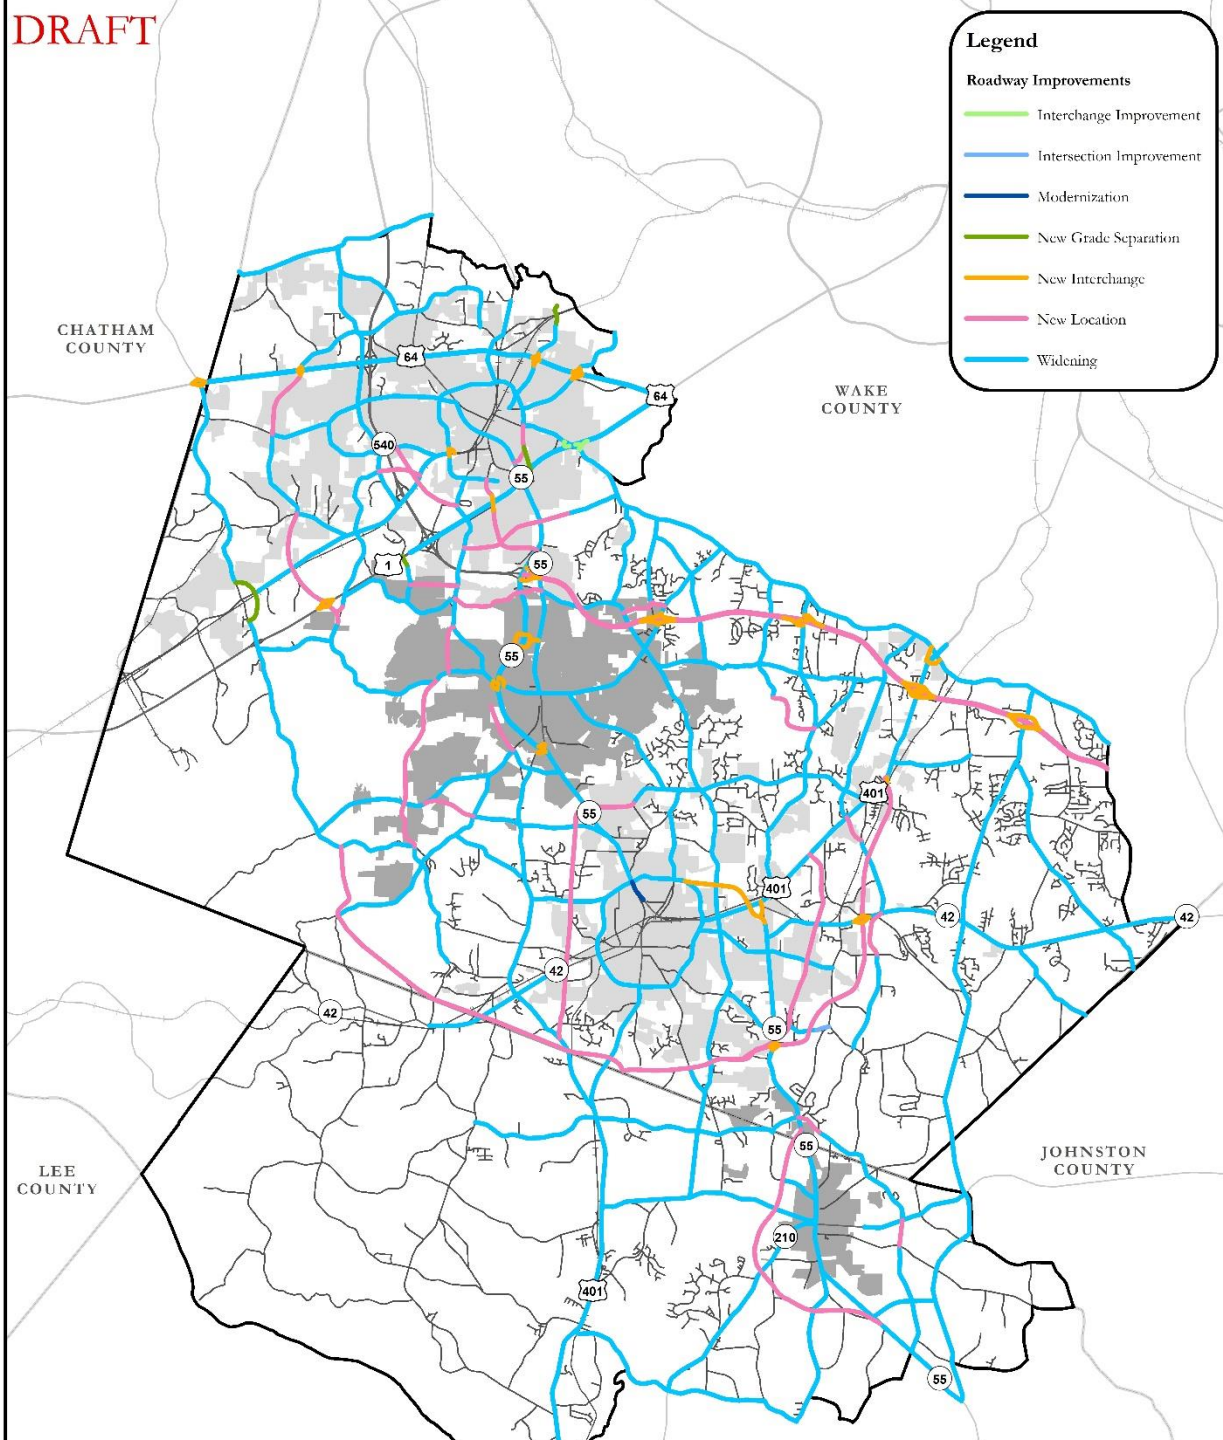 DRAFT
Legend
Roadway Improvements
Interchange Improvement
Intersection Improvement
Modernization
New Grade Separation
New Interchange
New Location
Widening
CHATHAM
COUNTY
64
64
WAKE
COUNTY
540
55
1
55
55
401
55
401
42
42
42
42
55
55
JOHNSTON
COUNTY
LEE
COUNTY
210
401
55